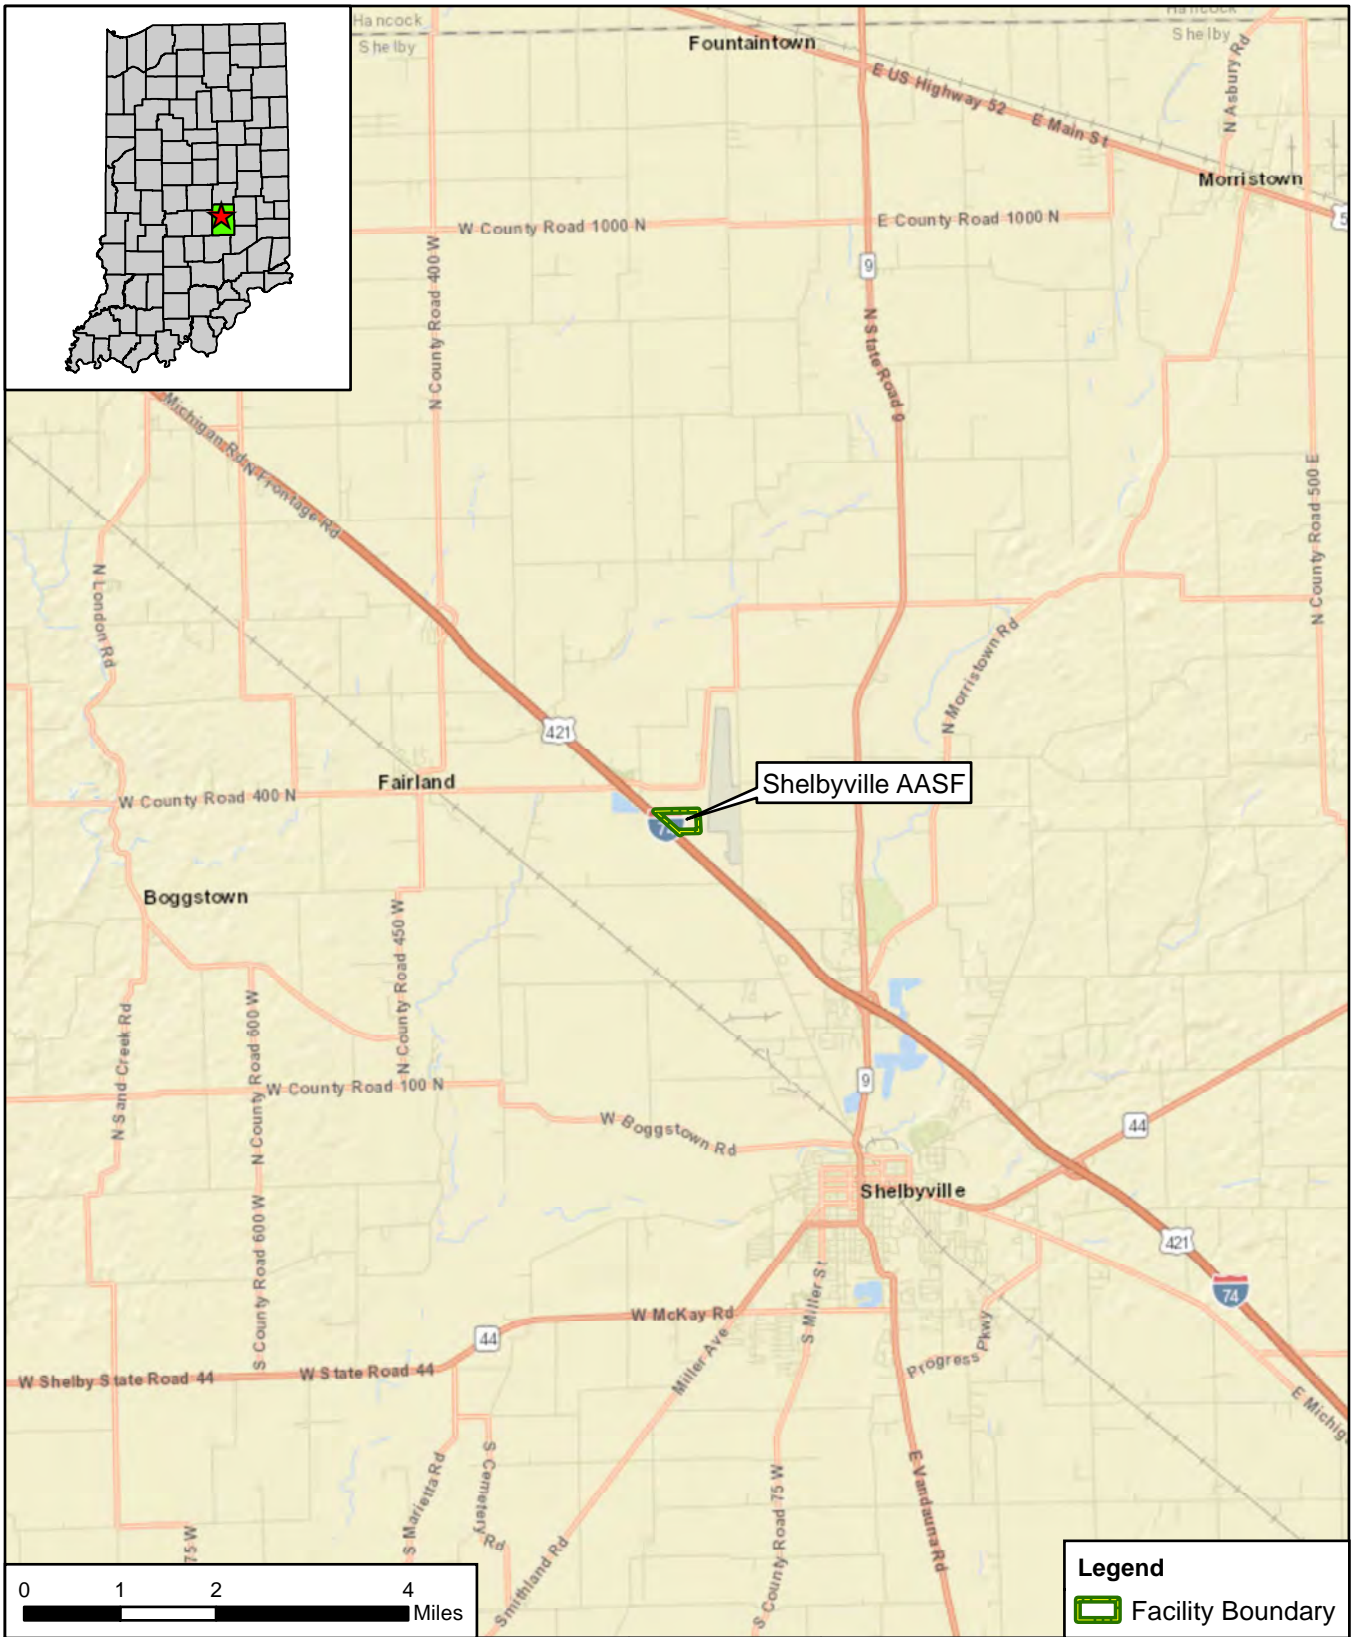 Hancock
Shelby
Hancock
Shelby
Fountaintown
E US Highway 52
E Main St
N Asbury Rd
Morristown
5
W County Road 1000 N
E County Road 1000 N
N County Road 400 W
9
N State Road 9
Michigan Rd
N Frontage Rd
N County Road 500 E
N London Rd
N Morristown Rd
421
Fairland
Shelbyville AASF
W County Road 400 N
Boggstown
N County Road 450 W
N Sand Creek Rd
N County Road 600 W
W County Road 100 N
9
W Boggstown Rd
44
Shelbyville
421
S County Road 600 W
74
S Miller St
W McKay Rd
44
Miller Ave
Progress Pkwy
W Shelby State Road 44
W State Road 44
E Michig
S Marietta Rd
S Cemetery Rd
S County Road 75 W
E Vandauna Rd
75 W
Smithland Rd
0 1 2 4
Miles
Legend
Facility Boundary